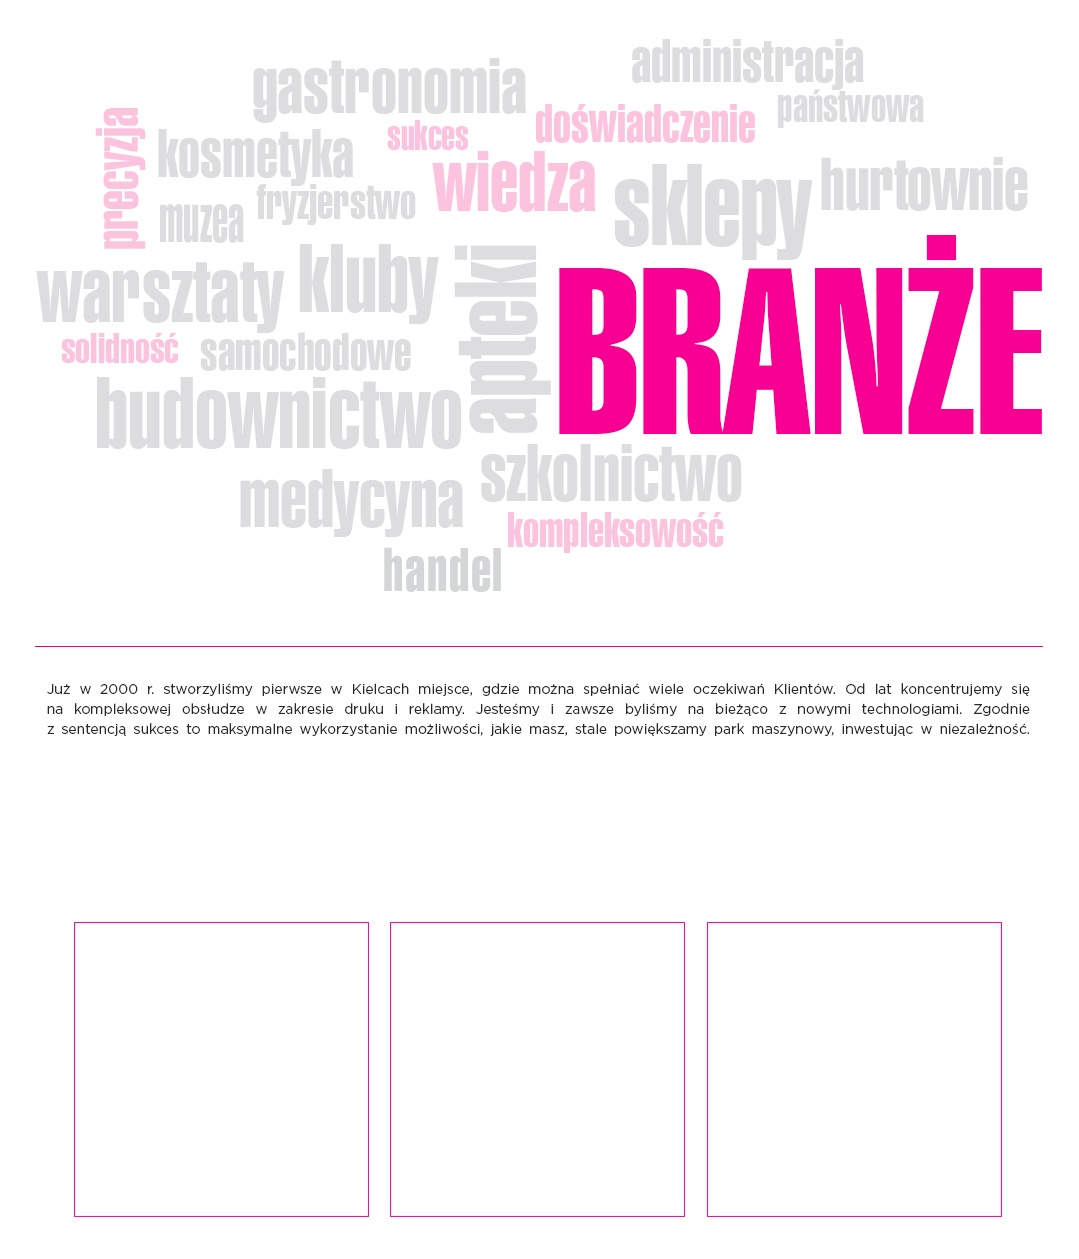 administracja
gastronomia
państwowa
doświadczenie
sukces
precyzja
kosmetyka
wiedza
sklepy
hurtownie
fryzjerstwo
muzea
kluby
apteki
BRANŻE
warsztaty
solidność
samochodowe
budownictwo
szkolnictwo
medycyna
kompleksowość
handel
Już w 2000 r. stworzyliśmy pierwsze w Kielcach miejsce, gdzie można spełniać wiele oczekiwań Klientów. Od lat koncentrujemy się
na kompleksowej obsłudze w zakresie druku i reklamy. Jesteśmy i zawsze byliśmy na bieżąco z nowymi technologiami. Zgodnie
z sentencją sukces to maksymalne wykorzystanie możliwości, jakie masz, stale powiększamy park maszynowy, inwestując w niezależność.